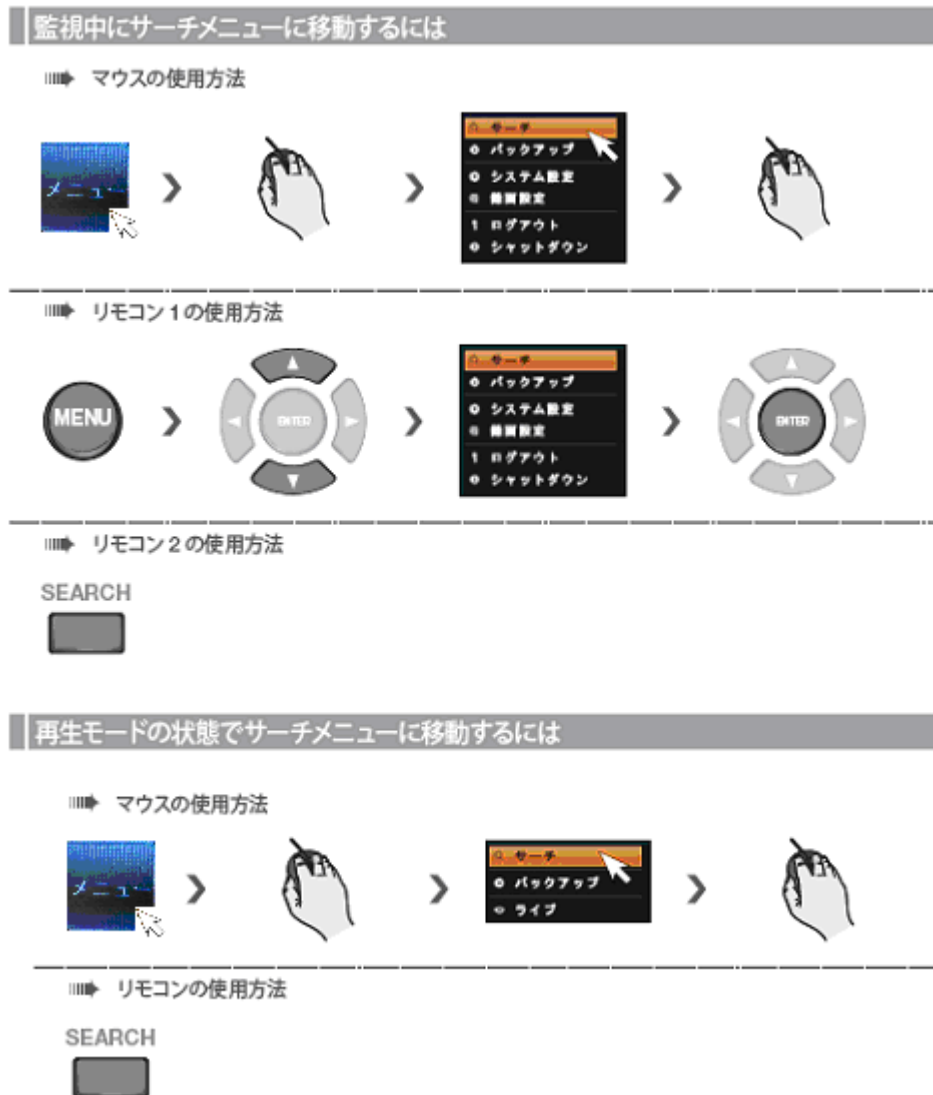 監視中にサーチメニューに移動するには
マウスの使用方法
メニュー
サーチ
バックアップ
システム設定
録画設定
ログアウト
シャットダウン
リモコン 1 の使用方法
MENU
ENTER
サーチ
バックアップ
システム設定
録画設定
ログアウト
シャットダウン
ENTER
リモコン 2 の使用方法
SEARCH
再生モードの状態でサーチメニューに移動するには
マウスの使用方法
メニュー
サーチ
バックアップ
ライブ
リモコンの使用方法
SEARCH